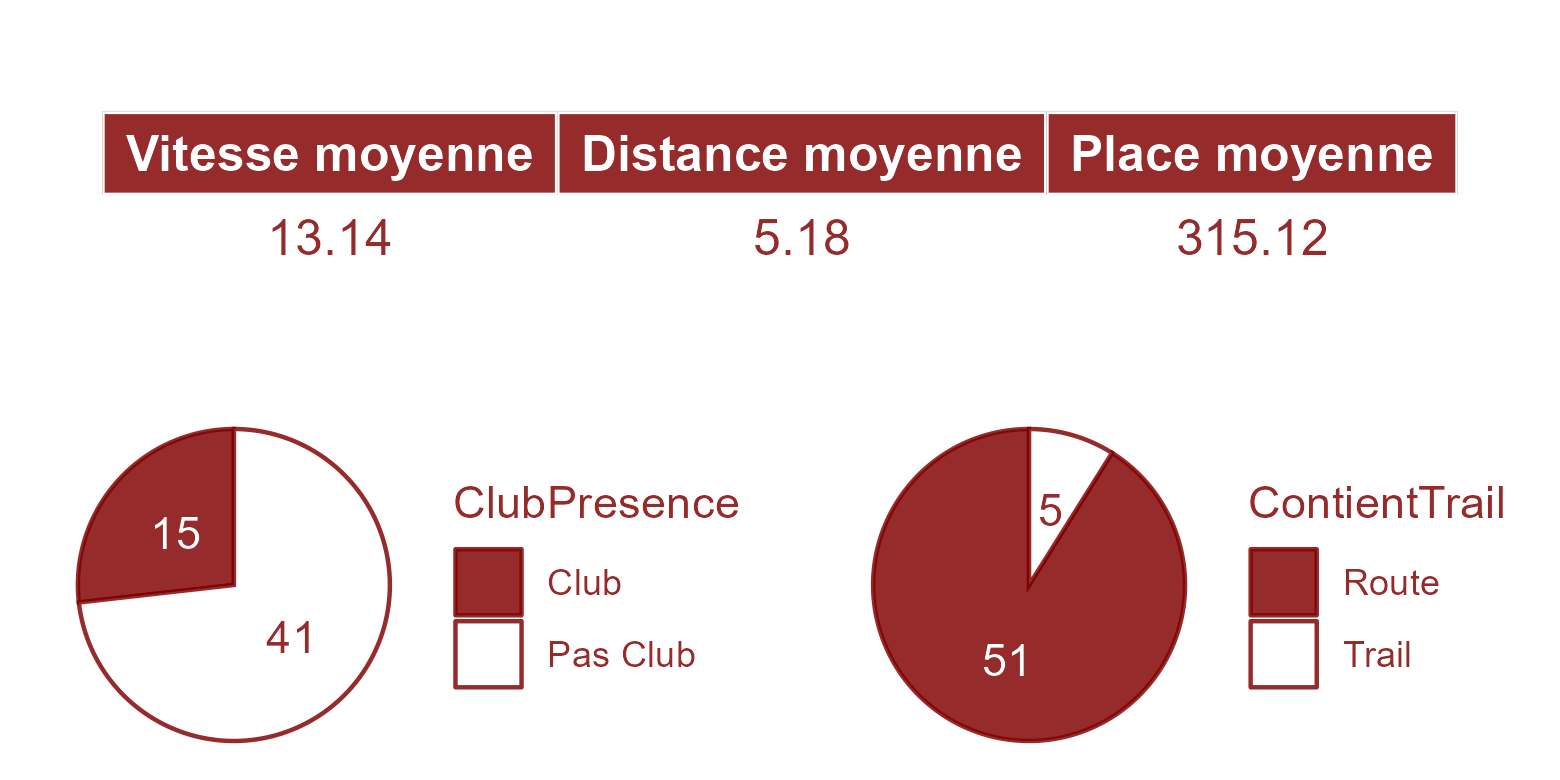 Vitesse moyenne Distance moyenne Place moyenne
13.14 5.18 315.12
15
41
ClubPresence
Club
Pas Club
5
51
ContientTrail
Route
Trail